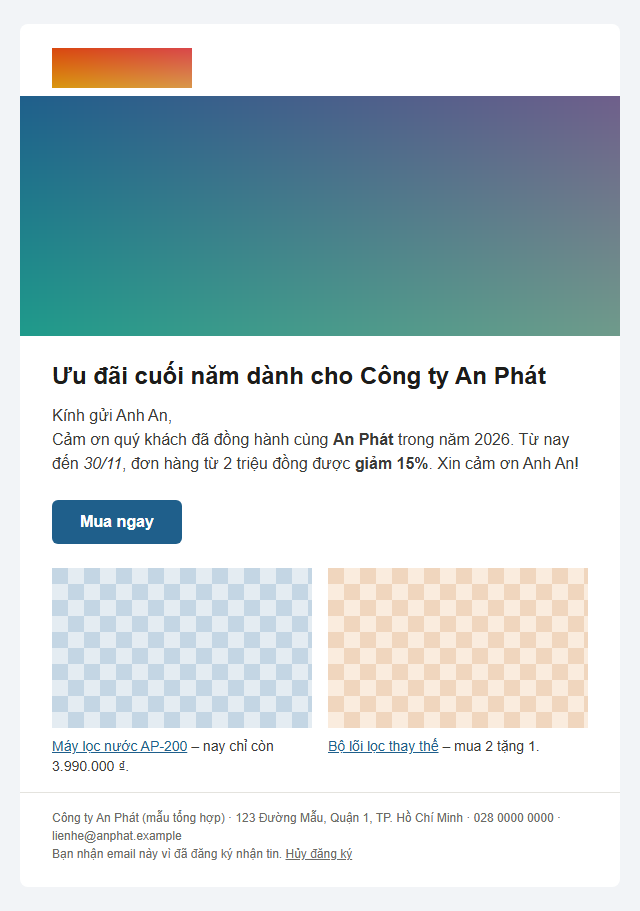 Ưu đãi cuối năm dành cho Công ty An Phát
Kính gửi Anh An,
Cảm ơn quý khách đã đồng hành cùng An Phát trong năm 2026. Từ nay
đến 30/11, đơn hàng từ 2 triệu đồng được giảm 15%. Xin cảm ơn Anh An!
Mua ngay
Máy lọc nước AP-200 – nay chỉ còn
3.990.000 ₫.
Bộ lõi lọc thay thế – mua 2 tặng 1.
Công ty An Phát (mẫu tổng hợp) · 123 Đường Mẫu, Quận 1, TP. Hồ Chí Minh · 028 0000 0000 ·
lienhe@anphat.example
Bạn nhận email này vì đã đăng ký nhận tin. Hủy đăng ký